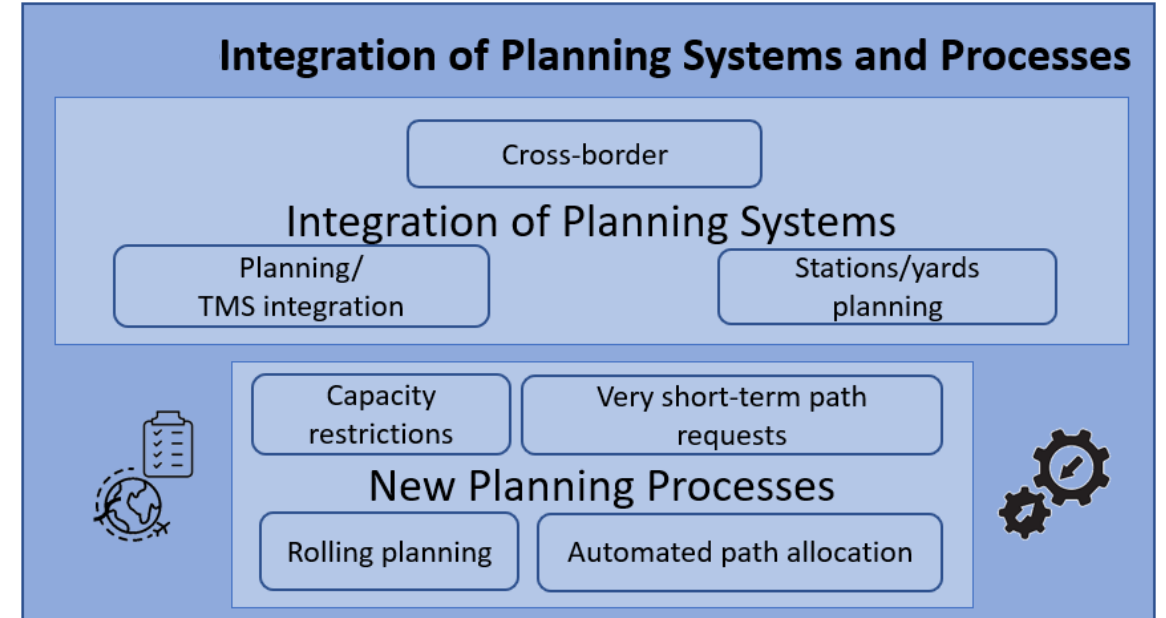 Integration of Planning Systems and Processes
Cross-border
Integration of Planning Systems
Planning/
TMS integration
Stations/yards
planning
Capacity
restrictions
Very short-term path
requests
New Planning Processes
Rolling planning
Automated path allocation